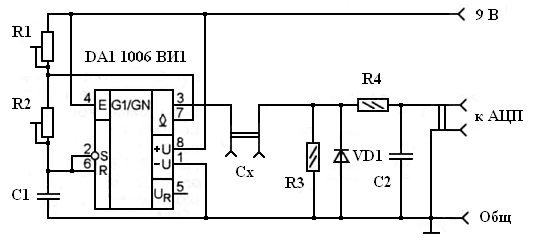 R1
9 В
DA1 1006 ВИ1
4 E G1/GN 3
7
R4
R2
к АЦП
8 +U
2 S
1 -U
6 R
VD1
Cx
R3
C2
C1
U_R 5
Общ